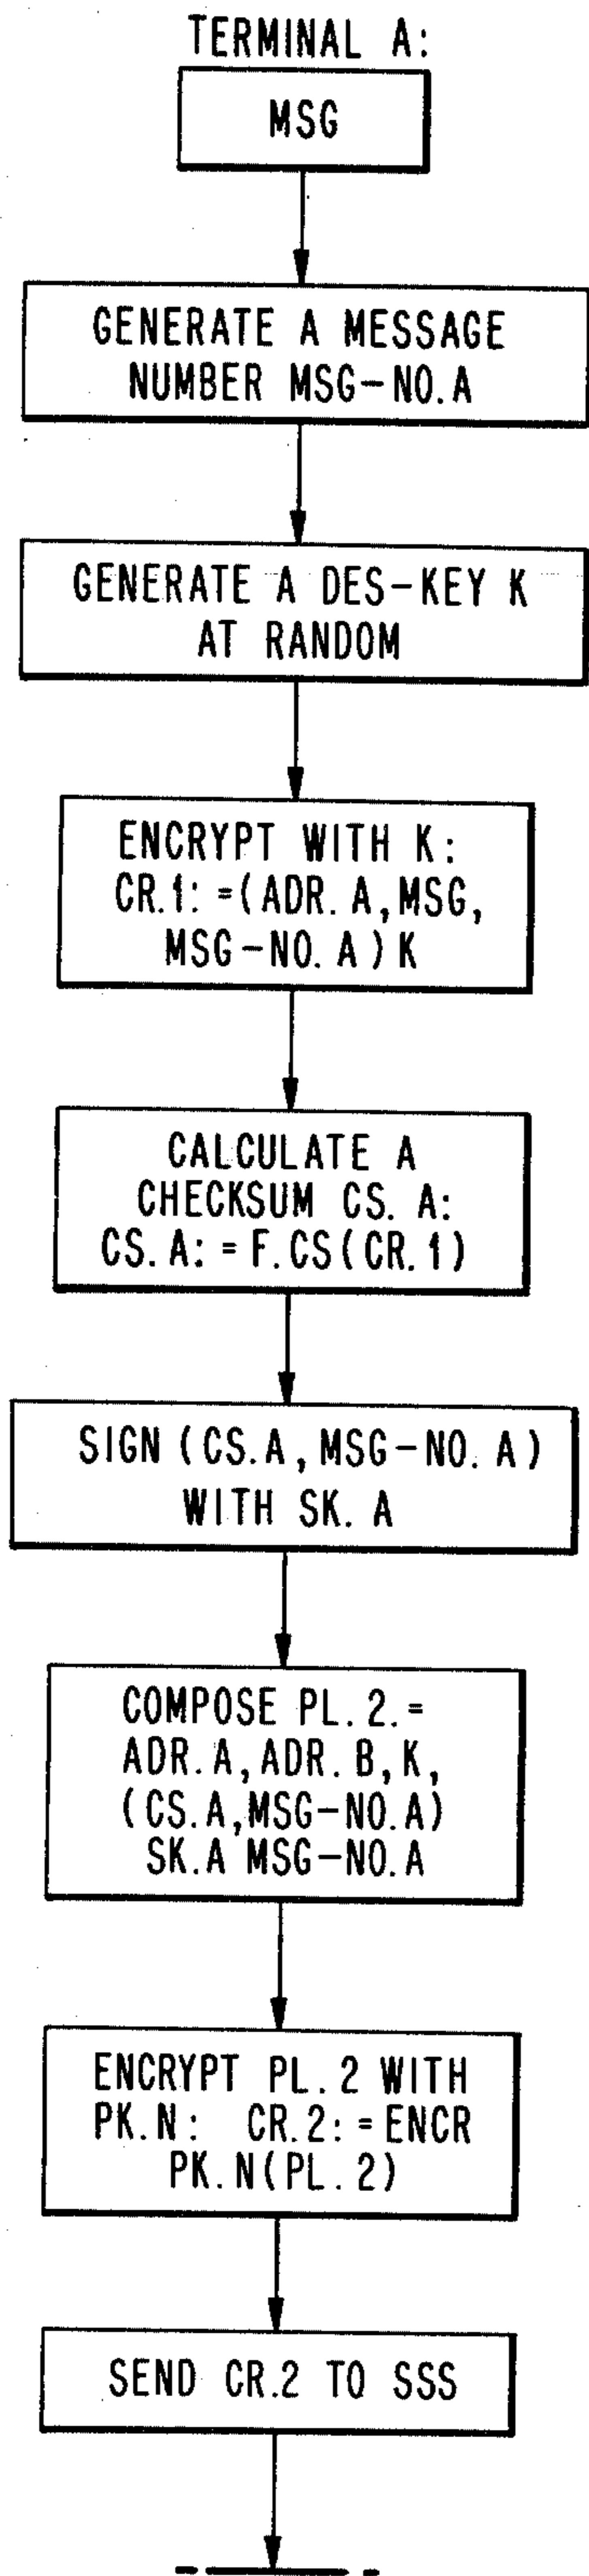 TERMINAL A:
MSG
GENERATE A MESSAGE
NUMBER MSG-NO. A
GENERATE A DES-KEY K
AT RANDOM
ENCRYPT WITH K:
CR.1: =(ADR. A, MSG,
MSG-NO. A) K
CALCULATE A
CHECKSUM CS. A:
CS. A: = F.CS(CR.1)
SIGN (CS.A, MSG-NO. A)
WITH SK. A
COMPOSE PL. 2.=
ADR. A, ADR. B, K,
(CS.A, MSG-NO. A)
SK.A MSG-NO. A
ENCRYPT PL. 2 WITH
PK.N: CR.2: = ENCR
PK.N(PL. 2)
SEND CR.2 TO SSS